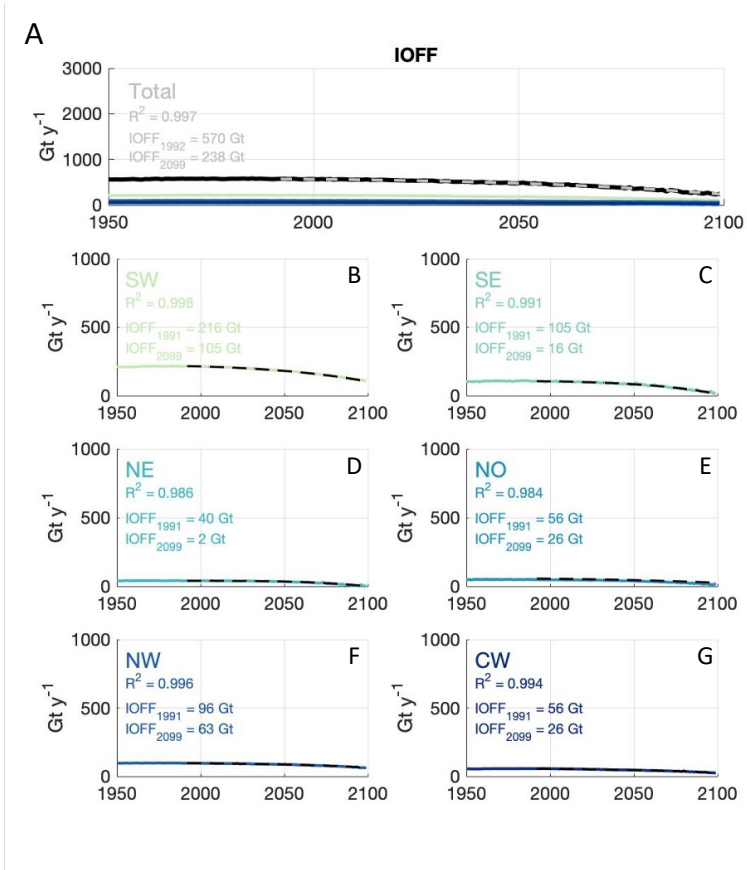 A
IOFF
3000
2000
1000
0
Gt y⁻¹
Total
R² = 0.997
IOFF₁₉₉₂ = 570 Gt
IOFF₂₀₉₉ = 238 Gt
1950 2000 2050 2100
1000
500
0
Gt y⁻¹
SW
R² = 0.998
IOFF₁₉₉₁ = 216 Gt
IOFF₂₀₉₉ = 105 Gt
B
1950 2000 2050 2100
1000
500
0
Gt y⁻¹
SE
R² = 0.991
IOFF₁₉₉₁ = 105 Gt
IOFF₂₀₉₉ = 16 Gt
C
1950 2000 2050 2100
1000
500
0
Gt y⁻¹
NE
R² = 0.986
IOFF₁₉₉₁ = 40 Gt
IOFF₂₀₉₉ = 2 Gt
D
1950 2000 2050 2100
1000
500
0
Gt y⁻¹
NO
R² = 0.984
IOFF₁₉₉₁ = 56 Gt
IOFF₂₀₉₉ = 26 Gt
E
1950 2000 2050 2100
1000
500
0
Gt y⁻¹
NW
R² = 0.996
IOFF₁₉₉₁ = 96 Gt
IOFF₂₀₉₉ = 63 Gt
F
1950 2000 2050 2100
1000
500
0
Gt y⁻¹
CW
R² = 0.994
IOFF₁₉₉₁ = 56 Gt
IOFF₂₀₉₉ = 26 Gt
G
1950 2000 2050 2100